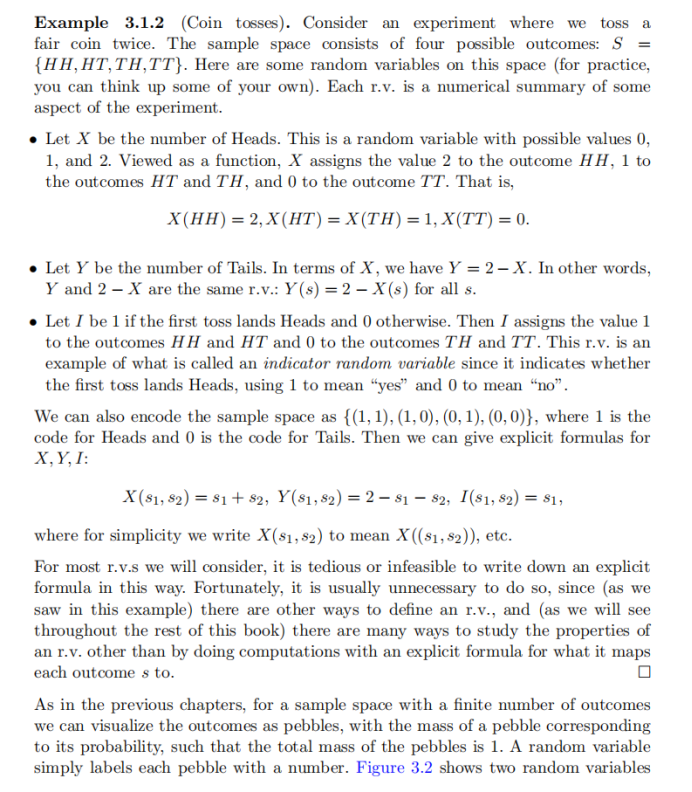 Example 3.1.2 (Coin tosses). Consider an experiment where we toss a
fair coin twice. The sample space consists of four possible outcomes: S =
{HH, HT, TH, TT}. Here are some random variables on this space (for practice,
you can think up some of your own). Each r.v. is a numerical summary of some
aspect of the experiment.
• Let X be the number of Heads. This is a random variable with possible values 0,
1, and 2. Viewed as a function, X assigns the value 2 to the outcome HH, 1 to
the outcomes HT and TH, and 0 to the outcome TT. That is,
X(HH) = 2, X(HT) = X(TH) = 1, X(TT) = 0.
• Let Y be the number of Tails. In terms of X, we have Y = 2 − X. In other words,
Y and 2 − X are the same r.v.: Y(s) = 2 − X(s) for all s.
• Let I be 1 if the first toss lands Heads and 0 otherwise. Then I assigns the value 1
to the outcomes HH and HT and 0 to the outcomes TH and TT. This r.v. is an
example of what is called an indicator random variable since it indicates whether
the first toss lands Heads, using 1 to mean “yes” and 0 to mean “no”.
We can also encode the sample space as {(1, 1), (1, 0), (0, 1), (0, 0)}, where 1 is the
code for Heads and 0 is the code for Tails. Then we can give explicit formulas for
X, Y, I:
X(s₁, s₂) = s₁ + s₂, Y(s₁, s₂) = 2 − s₁ − s₂, I(s₁, s₂) = s₁,
where for simplicity we write X(s₁, s₂) to mean X((s₁, s₂)), etc.
For most r.v.s we will consider, it is tedious or infeasible to write down an explicit
formula in this way. Fortunately, it is usually unnecessary to do so, since (as we
saw in this example) there are other ways to define an r.v., and (as we will see
throughout the rest of this book) there are many ways to study the properties of
an r.v. other than by doing computations with an explicit formula for what it maps
each outcome s to. □
As in the previous chapters, for a sample space with a finite number of outcomes
we can visualize the outcomes as pebbles, with the mass of a pebble corresponding
to its probability, such that the total mass of the pebbles is 1. A random variable
simply labels each pebble with a number. Figure 3.2 shows two random variables